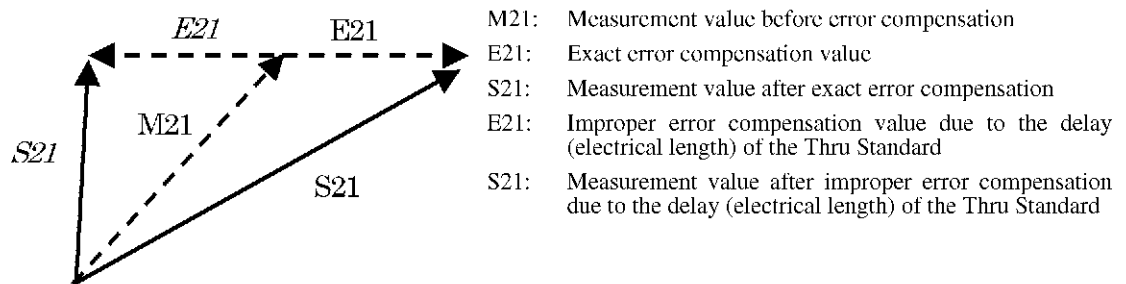 E21 E21
M21
S21
S21
M21: Measurement value before error compensation
E21: Exact error compensation value
S21: Measurement value after exact error compensation
E21: Improper error compensation value due to the delay
(electrical length) of the Thru Standard
S21: Measurement value after improper error compensation
due to the delay (electrical length) of the Thru Standard